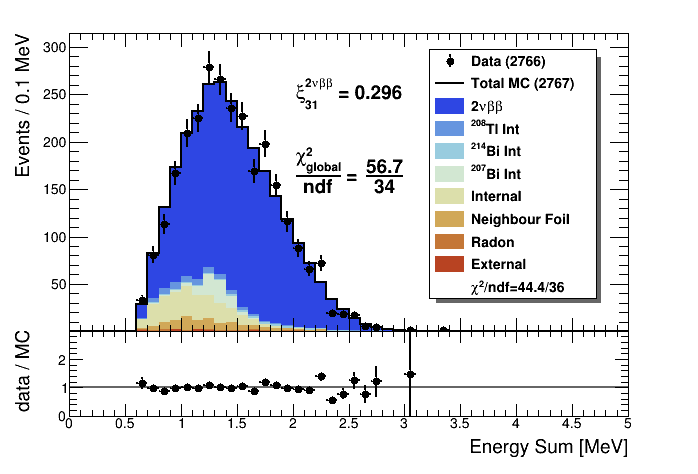 Events / 0.1 MeV
300
250
200
150
100
50
ξ³¹ 2νββ = 0.296
χ²global / ndf = 56.7 / 34
Data (2766)
Total MC (2767)
2νββ
²⁰⁸Tl Int
²¹⁴Bi Int
²⁰⁷Bi Int
Internal
Neighbour Foil
Radon
External
χ²/ndf=44.4/36
data / MC
2
1
0
0 0.5 1 1.5 2 2.5 3 3.5 4 4.5 5
Energy Sum [MeV]